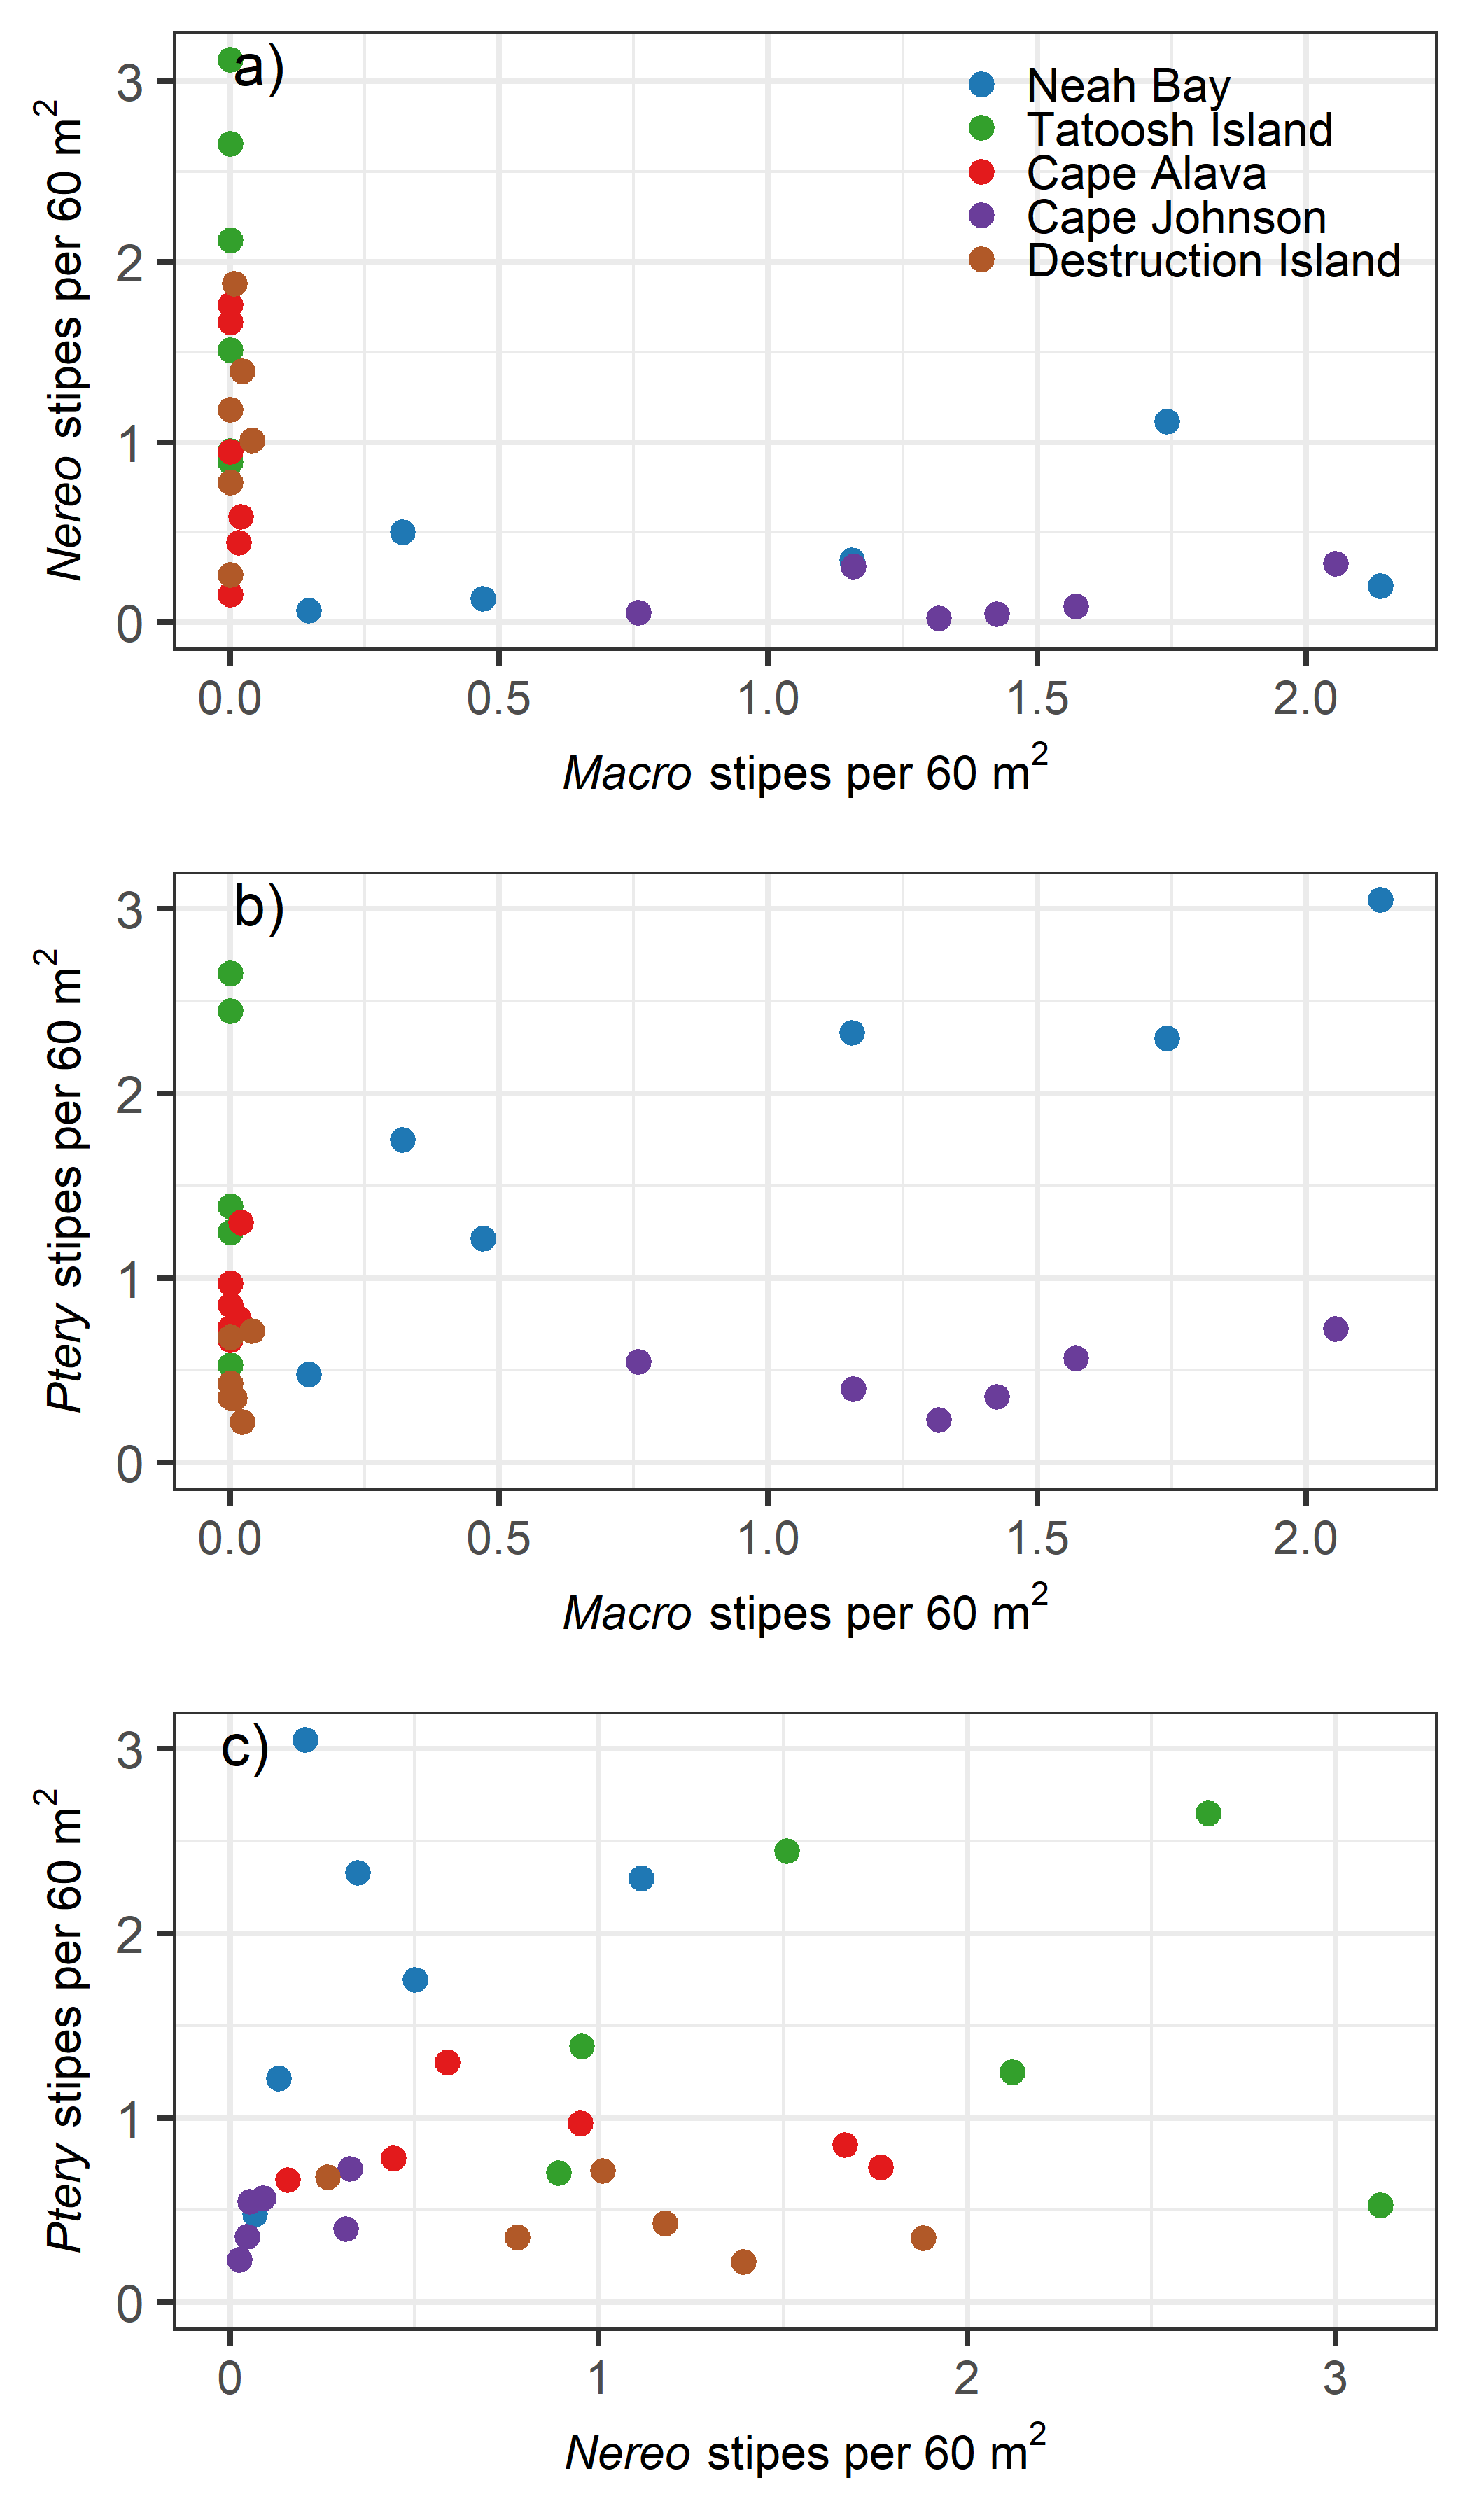 a)
Neah Bay
Tatoosh Island
Cape Alava
Cape Johnson
Destruction Island
Nereo stipes per 60 m²
3
2
1
0
0.0 0.5 1.0 1.5 2.0
Macro stipes per 60 m²
b)
Ptery stipes per 60 m²
3
2
1
0
0.0 0.5 1.0 1.5 2.0
Macro stipes per 60 m²
c)
Ptery stipes per 60 m²
3
2
1
0
0 1 2 3
Nereo stipes per 60 m²